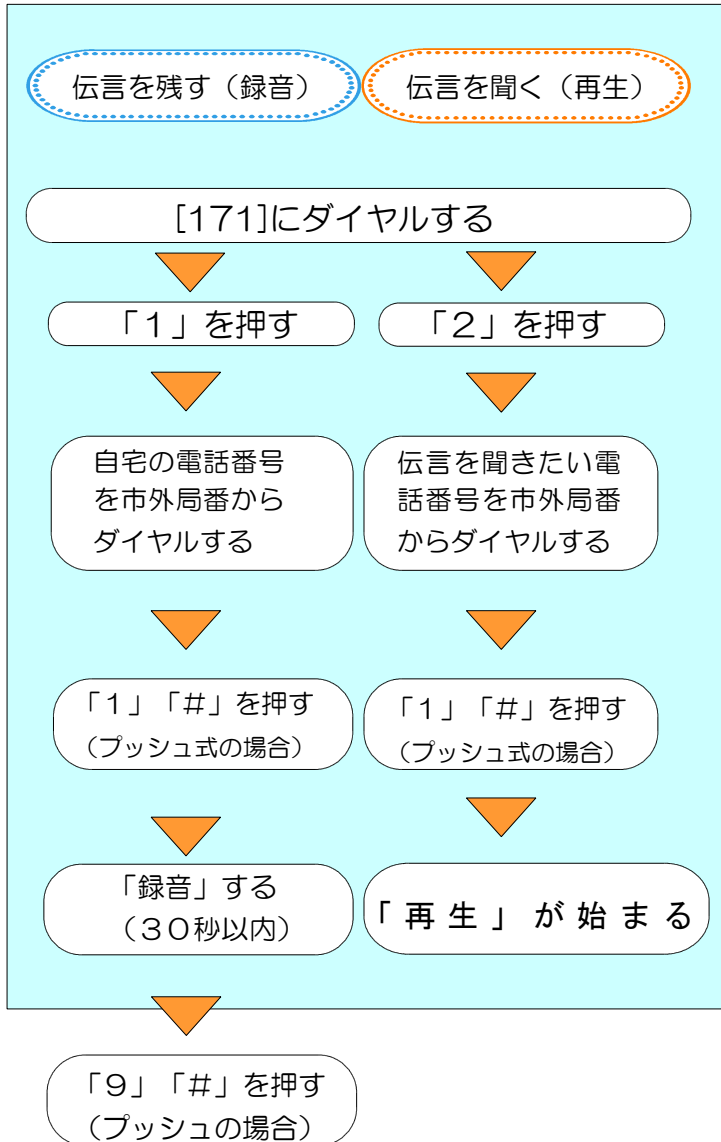 伝言を残す（録音）
伝言を聞く（再生）
[171]にダイヤルする
「１」を押す
「２」を押す
自宅の電話番号
を市外局番から
ダイヤルする
伝言を聞きたい電
話番号を市外局番
からダイヤルする
「１」「＃」を押す
（プッシュ式の場合）
「１」「＃」を押す
（プッシュ式の場合）
「録音」する
（３０秒以内）
「再生」が始まる
「９」「＃」を押す
（プッシュの場合）